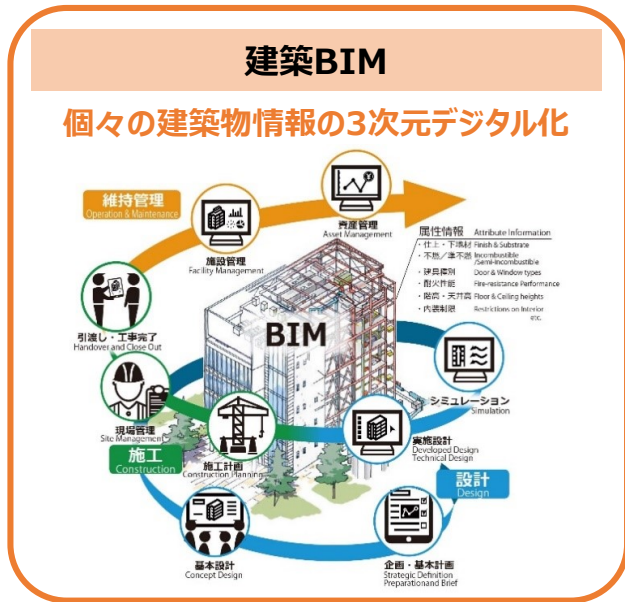 建築BIM
個々の建築物情報の3次元デジタル化
維持管理
Operation & Maintenance
資産管理
Asset Management
施設管理
Facility Management
属性情報 Attribute Information
・仕上・下地材 Finish & Substrate
・不燃／準不燃 Incombustible
/Semi-incombustible
・建具種別 Door & Window types
・耐火性能 Fire-resistance Performance
・階高・天井高 Floor & Ceiling heights
・内装制限 Restrictions on Interior
etc.
BIM
引渡し・工事完了
Handover and Close Out
シミュレーション
Simulation
現場管理
Site Management
施工
Construction
施工計画
Construction Planning
実施設計
Developed Design
Technical Design
設計
Design
基本設計
Concept Design
企画・基本計画
Strategic Definition
Preparationand Brief